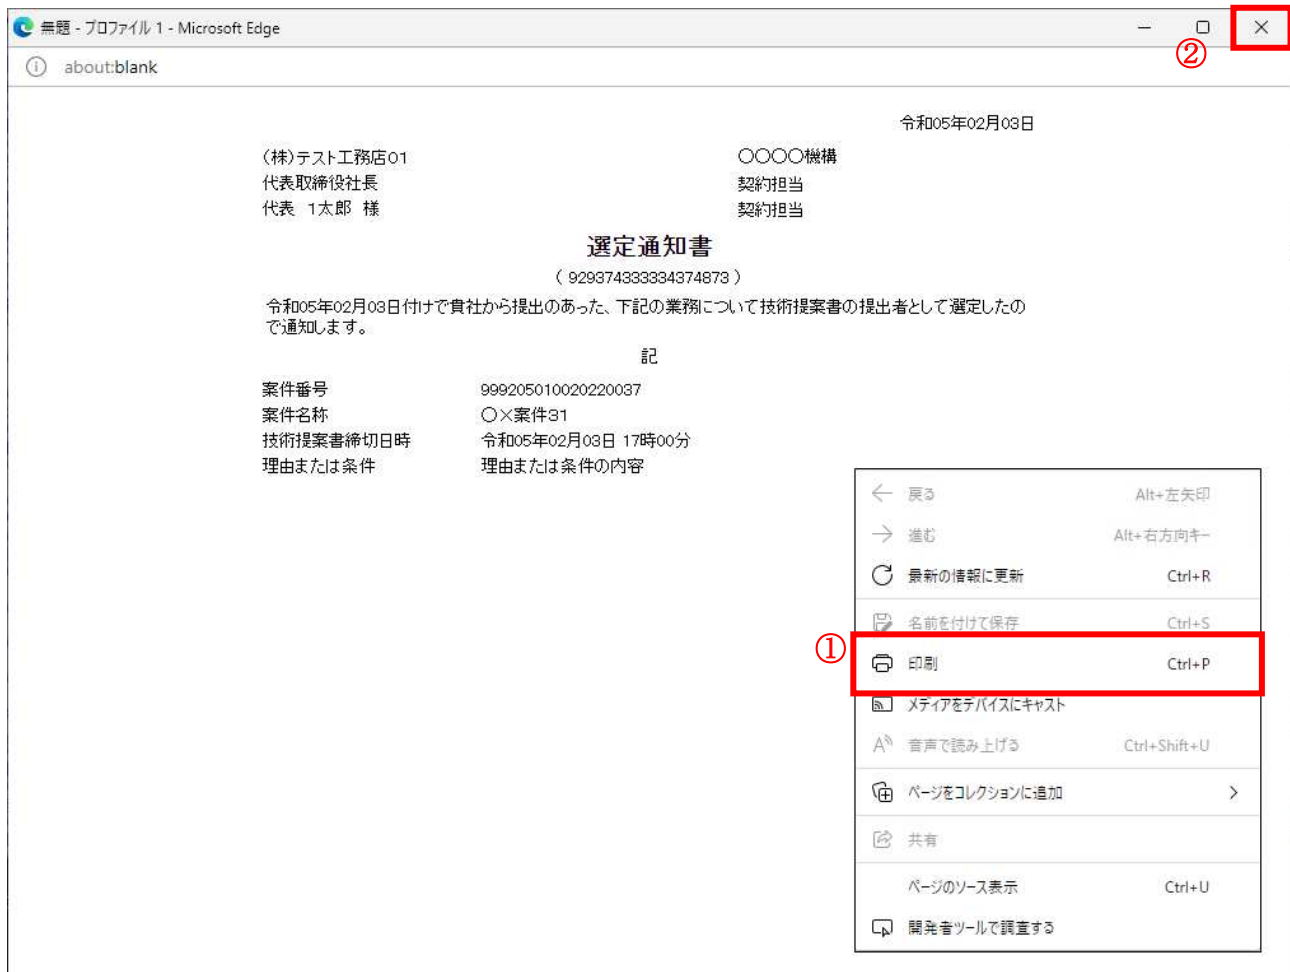 無題 - プロファイル 1 - Microsoft Edge
②
about:blank
令和05年02月03日
(株)テスト工務店01
○○○○機構
代表取締役社長
契約担当
代表 1太郎 様
契約担当
選定通知書
( 929374333334374873 )
令和05年02月03日付けで貴社から提出のあった、下記の業務について技術提案書の提出者として選定したの
で通知します。
記
案件番号 999205010020220037
案件名称 ○×案件31
技術提案書締切日時 令和05年02月03日 17時00分
理由または条件 理由または条件の内容
戻る Alt+左矢印
進む Alt+右方向キー
最新の情報に更新 Ctrl+R
名前を付けて保存 Ctrl+S
①
印刷 Ctrl+P
メディアをデバイスにキャスト
音声で読み上げる Ctrl+Shift+U
ページをコレクションに追加
共有
ページのソース表示 Ctrl+U
開発者ツールで調査する